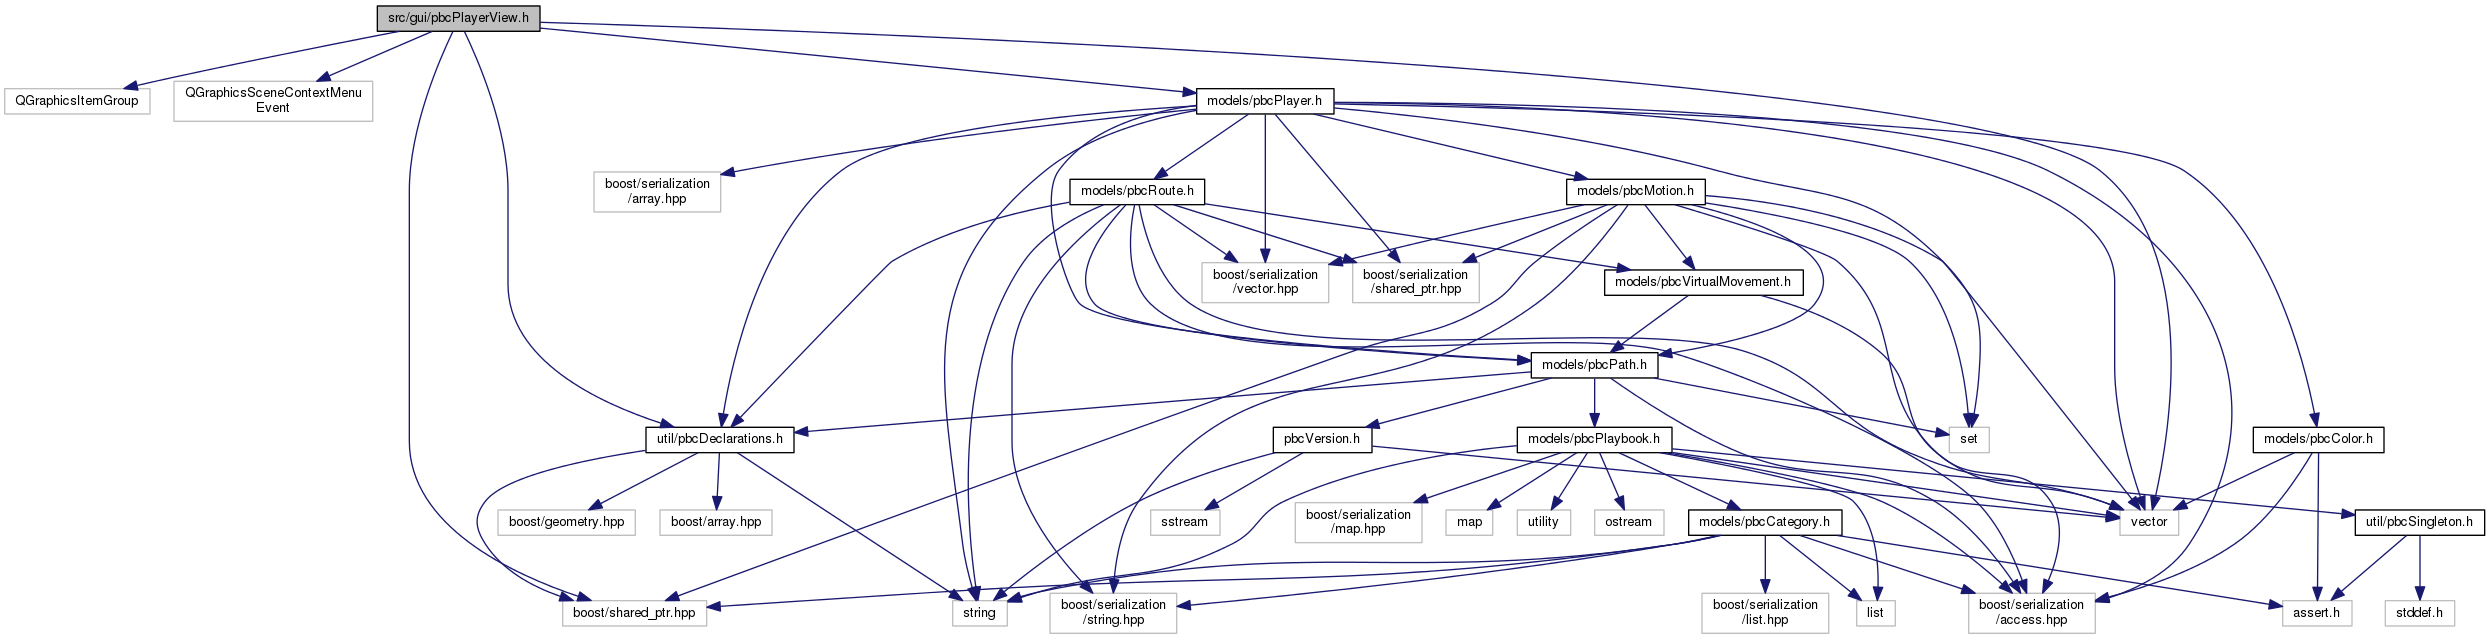 src/gui/pbcPlayerView.h
QGraphicsItemGroup
QGraphicsSceneContextMenu
Event
models/pbcPlayer.h
boost/serialization
/array.hpp
models/pbcRoute.h
models/pbcMotion.h
boost/serialization
/vector.hpp
boost/serialization
/shared_ptr.hpp
models/pbcVirtualMovement.h
models/pbcPath.h
util/pbcDeclarations.h
pbcVersion.h
models/pbcPlaybook.h
set
models/pbcColor.h
boost/geometry.hpp
boost/array.hpp
sstream
boost/serialization
/map.hpp
map
utility
ostream
models/pbcCategory.h
vector
util/pbcSingleton.h
boost/shared_ptr.hpp
string
boost/serialization
/string.hpp
boost/serialization
/list.hpp
list
boost/serialization
/access.hpp
assert.h
stddef.h